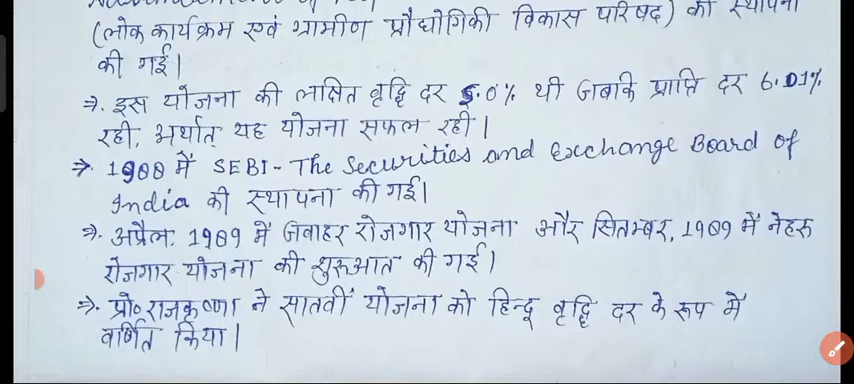 (लोक कार्यक्रम एवं ग्रामीण प्रौद्योगिकी विकास परिषद) की स्थापना
की गई।
⇒. इस योजना की लक्षित वृद्धि दर 5.0% थी जबकि प्राप्ति दर 6.01%
रही, अर्थात् यह योजना सफल रही।
⇒ 1988 में SEBI - The Securities and Exchange Board of
India की स्थापना की गई।
⇒. अप्रैल, 1989 में जवाहर रोजगार योजना और सितम्बर, 1989 में नेहरू
रोजगार योजना की शुरूआत की गई।
⇒. प्रो० राजकृष्णा ने सातवीं योजना को हिन्दू वृद्धि दर के रूप में
वर्णित किया।